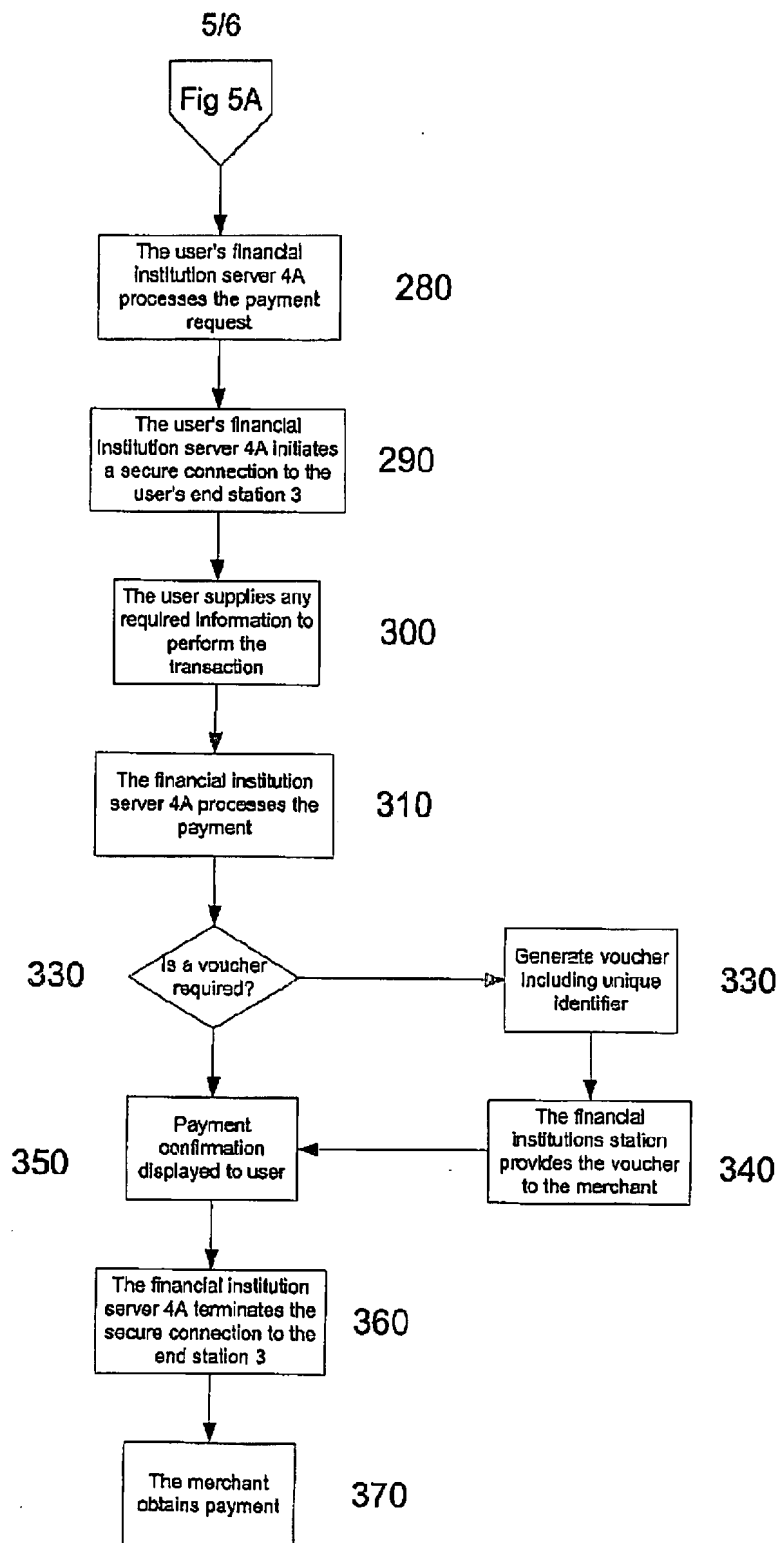 5/6
Fig 5A
The user's financial
institution server 4A
processes the payment
request
280
The user's financial
institution server 4A initiates
a secure connection to the
user's end station 3
290
The user supplies any
required information to
perform the
transaction
300
The financial institution
server 4A processes the
payment
310
330
Is a voucher
required?
Generate voucher
including unique
identifier
330
350
Payment
confirmation
displayed to user
The financial
institutions station
provides the voucher
to the merchant
340
The financial institution
server 4A terminates the
secure connection to the
end station 3
360
The merchant
obtains payment
370